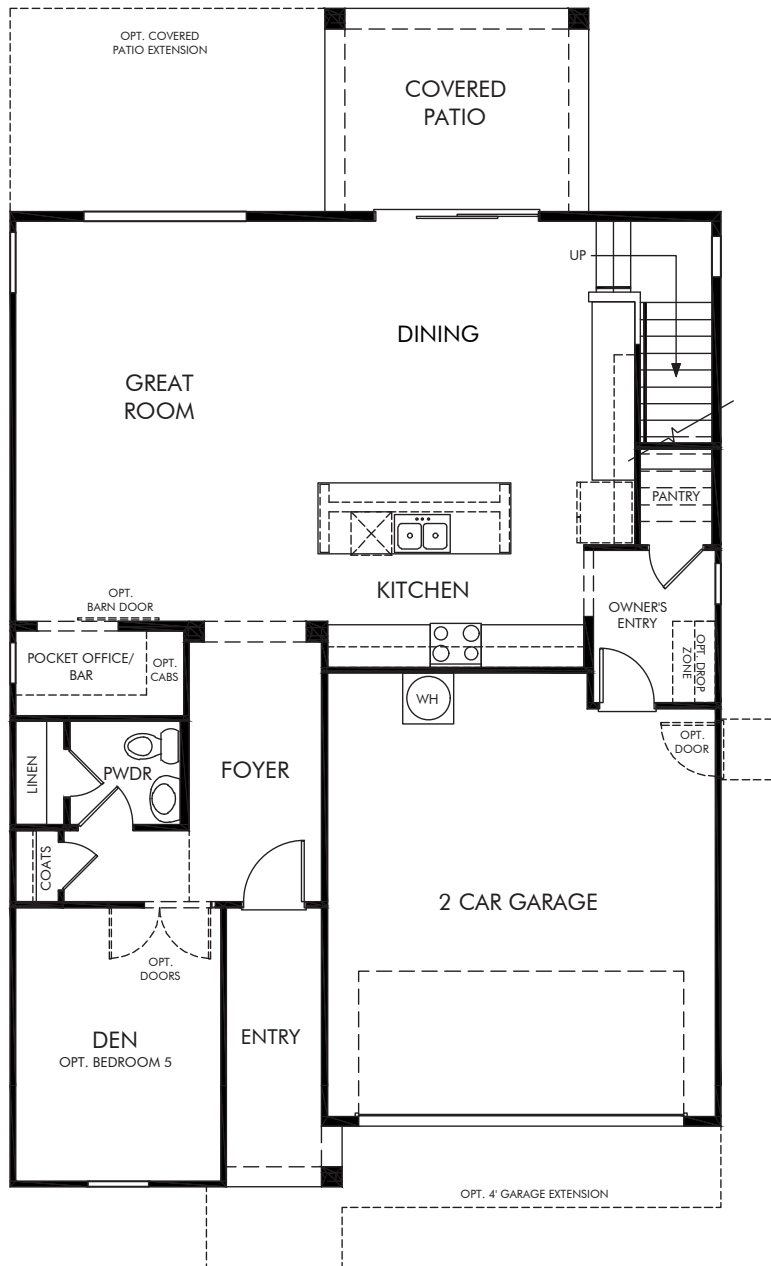 OPT. COVERED
PATIO EXTENSION
COVERED
PATIO
UP
DINING
GREAT
ROOM
PANTRY
KITCHEN
OPT.
BARN DOOR
OWNER'S
ENTRY
OPT. DROP
ZONE
POCKET OFFICE/
BAR
OPT.
CABS
WH
OPT.
DOOR
LINEN
PWDR
FOYER
COATS
2 CAR GARAGE
OPT.
DOORS
DEN
OPT. BEDROOM 5
ENTRY
OPT. 4' GARAGE EXTENSION